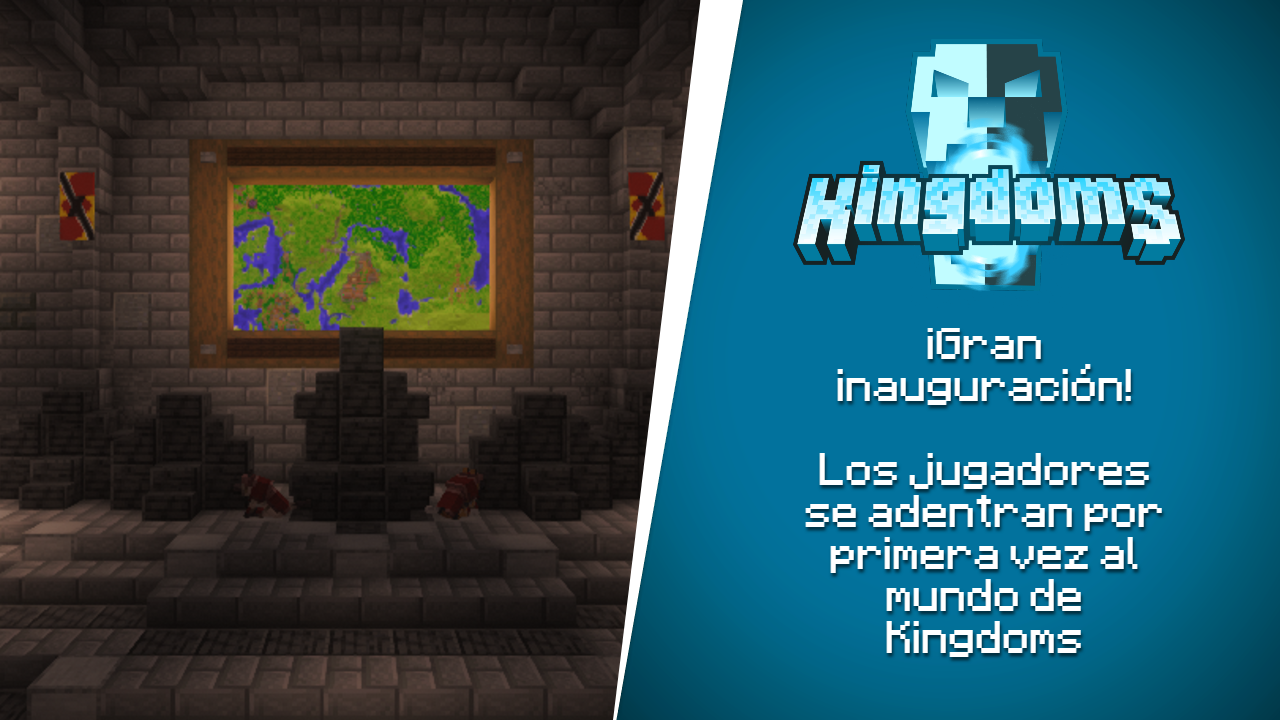 Kingdoms
¡Gran
inauguración!
Los jugadores
se adentran por
primera vez al
mundo de
Kingdoms